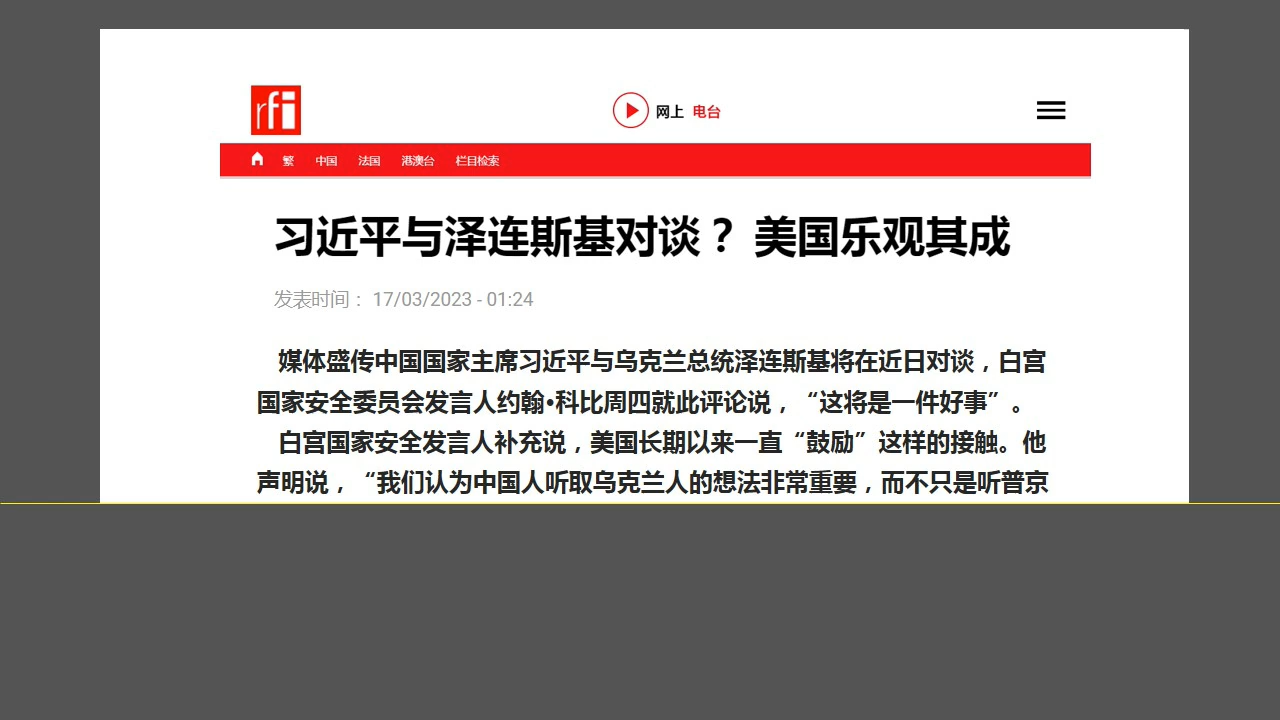 rfi
网上 电台
繁 中国 法国 港澳台 栏目检索
习近平与泽连斯基对谈？ 美国乐观其成
发表时间： 17/03/2023 - 01:24
媒体盛传中国国家主席习近平与乌克兰总统泽连斯基将在近日对谈，白宫
国家安全委员会发言人约翰•科比周四就此评论说，“这将是一件好事”。
白宫国家安全发言人补充说，美国长期以来一直“鼓励”这样的接触。他
声明说，“我们认为中国人听取乌克兰人的想法非常重要，而不只是听普京